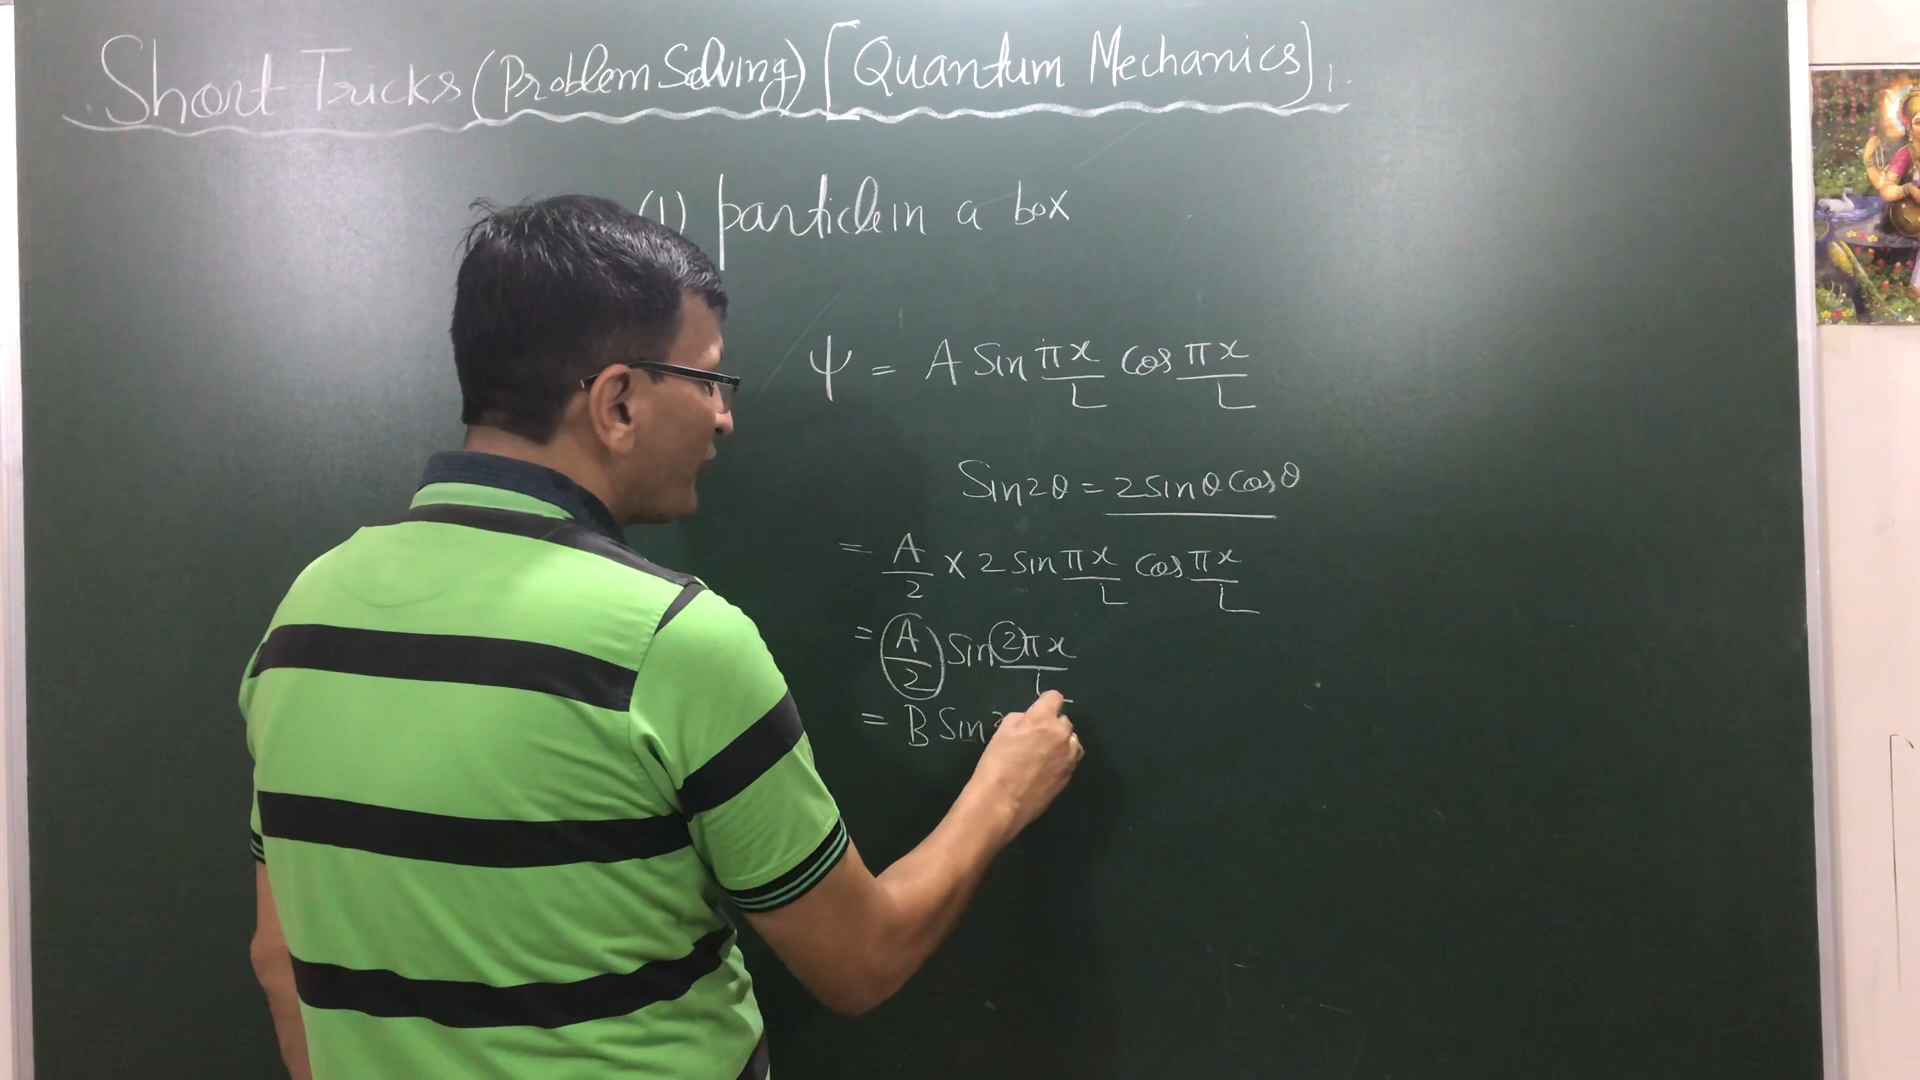 Short Tricks (Problem Solving) [Quantum Mechanics].
(1) particle in a box
Ψ = A Sin πx/L cos πx/L
Sin2θ = 2sinθ cosθ
= A/2 × 2 sin πx/L cos πx/L
= A/2 Sin 2πx/L
= B Sin